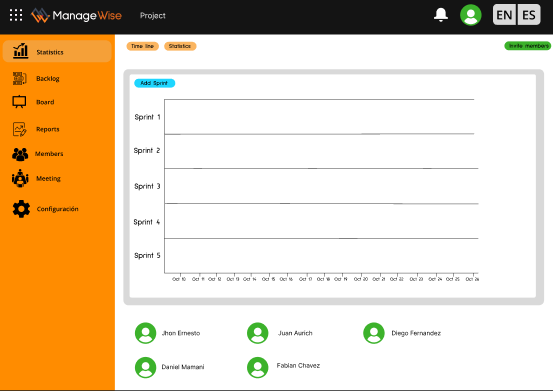 ManageWise Project EN ES
Time line Statistics Invite members
Statistics
Backlog
Board
Reports
Members
Meeting
Configuración
Add Sprint
Sprint 1
Sprint 2
Sprint 3
Sprint 4
Sprint 5
Oct 10 Oct 11 Oct 12 Oct 13 Oct 14 Oct 15 Oct 16 Oct 17 Oct 18 Oct 19 Oct 20 Oct 21 Oct 22 Oct 23 Oct 24 Oct 25 Oct 26
Jhon Ernesto Juan Aurich Diego Fernandez
Daniel Mamani Fabian Chavez